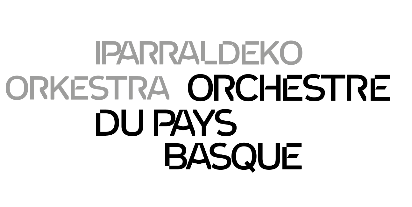 IPARRALDEKO
ORKESTRA ORCHESTRE
DU PAYS
BASQUE